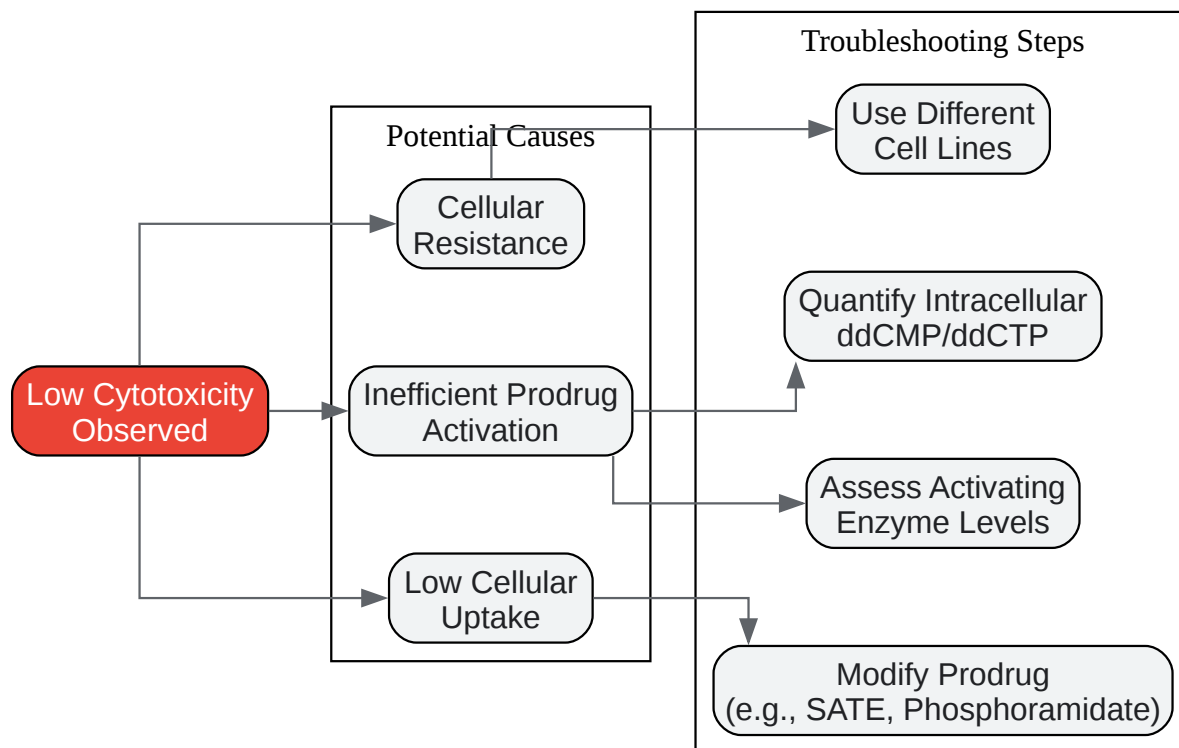 Troubleshooting Steps
Potential Causes
Use Different
Cell Lines
Cellular
Resistance
Quantify Intracellular
ddCMP/ddCTP
Low Cytotoxicity
Observed
Inefficient Prodrug
Activation
Assess Activating
Enzyme Levels
Low Cellular
Uptake
Modify Prodrug
(e.g., SATE, Phosphoramidate)